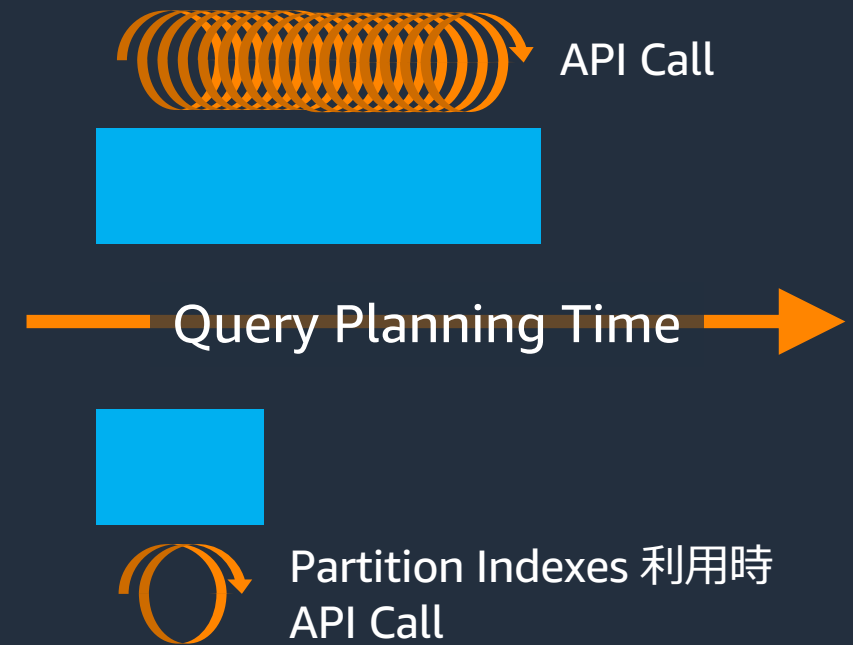 API Call
Query Planning Time
Partition Indexes 利用時
API Call